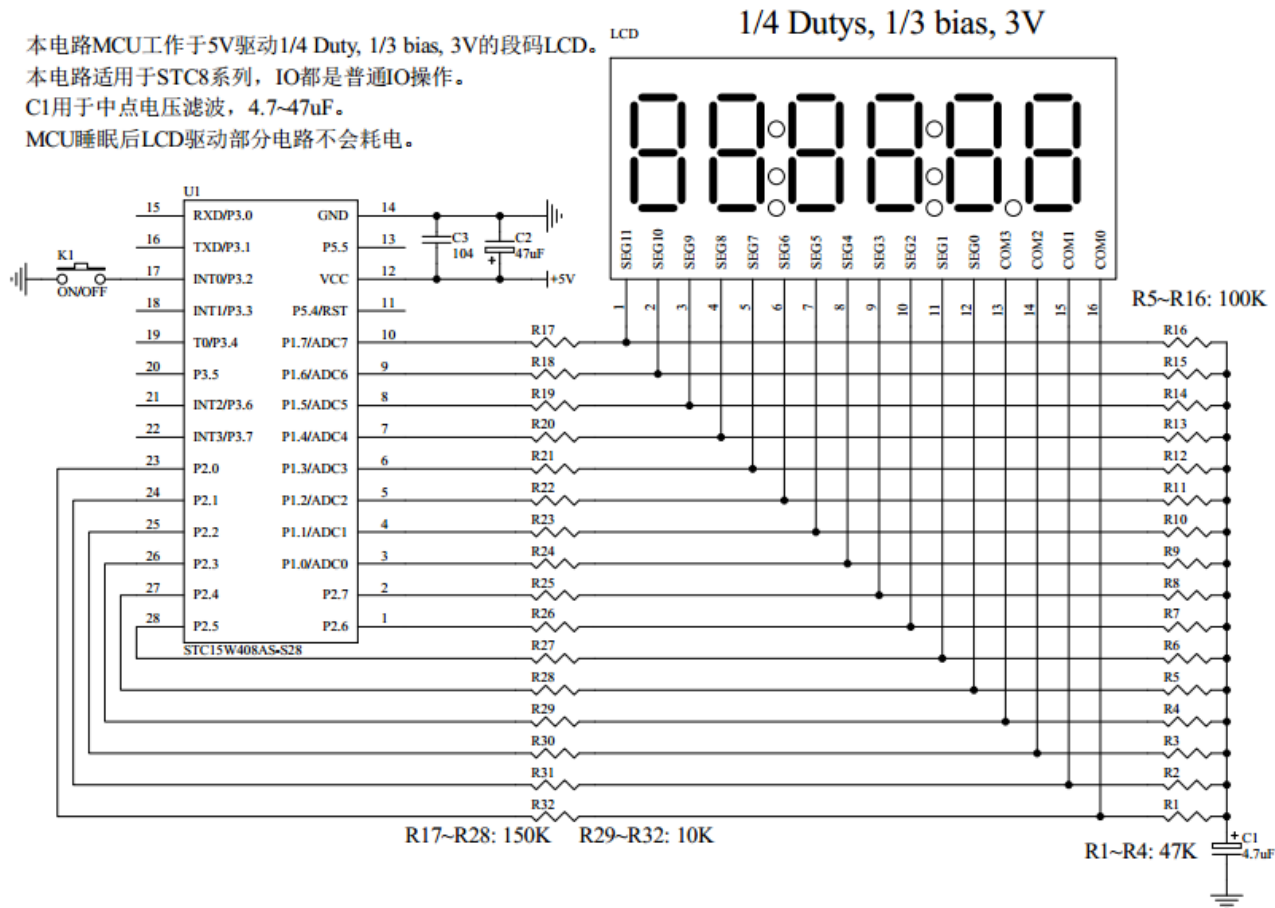 1/4 Dutys, 1/3 bias, 3V
本电路MCU工作于5V驱动1/4 Duty, 1/3 bias, 3V的段码LCD。
本电路适用于STC8系列，IO都是普通IO操作。
C1用于中点电压滤波，4.7~47uF。
MCU睡眠后LCD驱动部分电路不会耗电。
LCD
SEG11 SEG10 SEG9 SEG8 SEG7 SEG6 SEG5 SEG4 SEG3 SEG2 SEG1 SEG0 COM3 COM2 COM1 COM0
1 2 3 4 5 6 7 8 9 10 11 12 13 14 15 16
U1
15 RXD/P3.0 GND 14
16 TXD/P3.1 P5.5 13
17 INT0/P3.2 VCC 12
18 INT1/P3.3 P5.4/RST 11
19 T0/P3.4 P1.7/ADC7 10
20 P3.5 P1.6/ADC6 9
21 INT2/P3.6 P1.5/ADC5 8
22 INT3/P3.7 P1.4/ADC4 7
23 P2.0 P1.3/ADC3 6
24 P2.1 P1.2/ADC2 5
25 P2.2 P1.1/ADC1 4
26 P2.3 P1.0/ADC0 3
27 P2.4 P2.7 2
28 P2.5 P2.6 1
STC15W408AS-S28
K1
ON/OFF
C3
104
C2
+
47uF
+5V
R5~R16: 100K
R17 R16
R18 R15
R19 R14
R20 R13
R21 R12
R22 R11
R23 R10
R24 R9
R25 R8
R26 R7
R27 R6
R28 R5
R29 R4
R30 R3
R31 R2
R32 R1
R17~R28: 150K R29~R32: 10K
R1~R4: 47K
+ C1
4.7uF